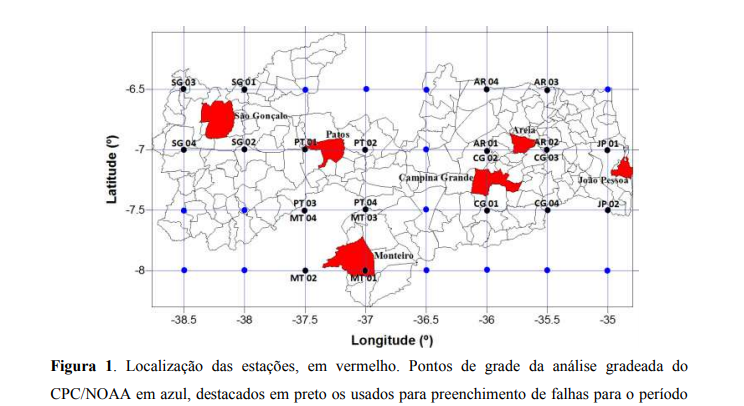 SG 03 SG 01 AR 04 AR 03
-6.5
São Gonçalo
Patos Areia
SG 04 SG 02 PT 01 PT 02 AR 01 AR 02 JP 01
-7
CG 02 CG 03
Campina Grande João Pessoa
PT 03 PT 04 CG 01 CG 04 JP 02
-7.5
MT 04 MT 03
Monteiro
-8
MT 02 MT 01
Latitude (º)
-38.5 -38 -37.5 -37 -36.5 -36 -35.5 -35
Longitude (º)
Figura 1. Localização das estações, em vermelho. Pontos de grade da análise gradeada do
CPC/NOAA em azul, destacados em preto os usados para preenchimento de falhas para o período